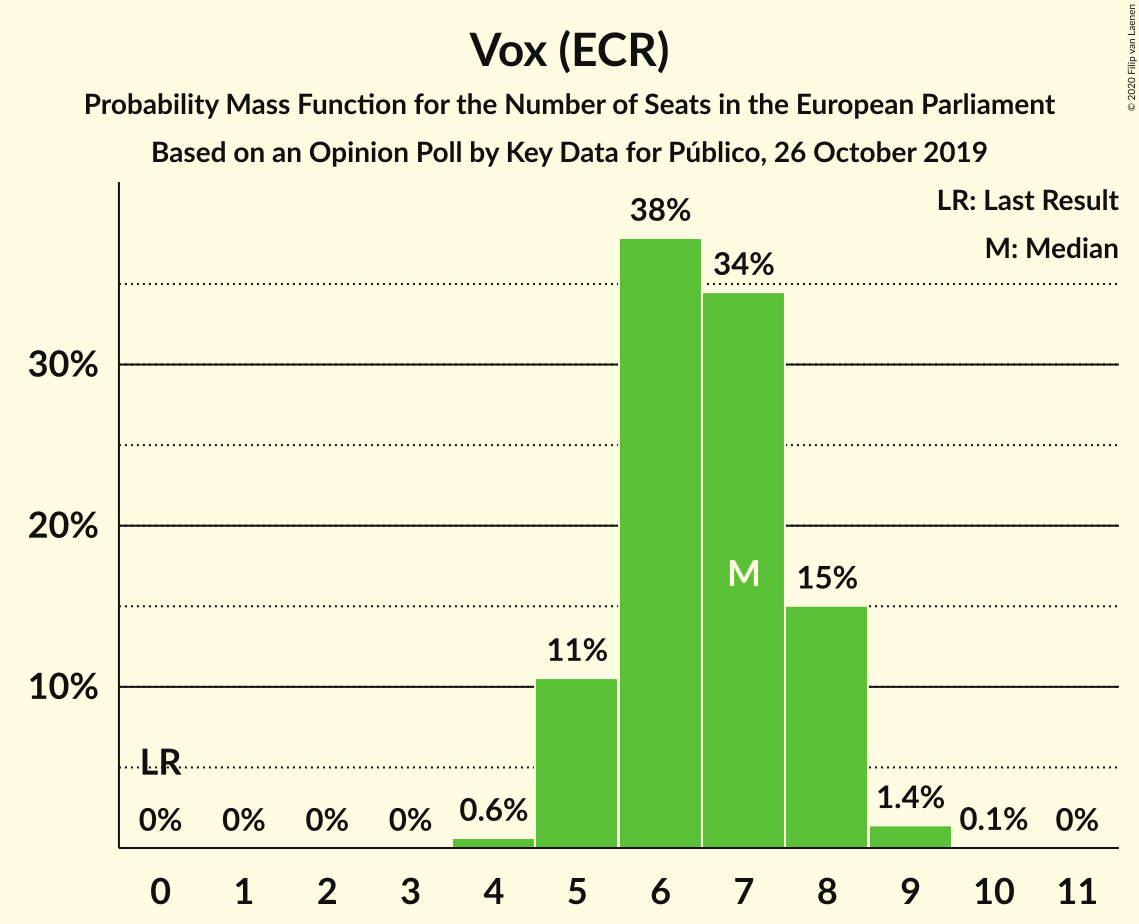 Vox (ECR)
Probability Mass Function for the Number of Seats in the European Parliament
Based on an Opinion Poll by Key Data for Público, 26 October 2019
© 2020 Filip van Laenen
LR: Last Result
M: Median
38%
34%
30%
20%
M
15%
11%
10%
LR
0%
0%
0%
0%
0.6%
1.4%
0.1%
0%
0 1 2 3 4 5 6 7 8 9 10 11